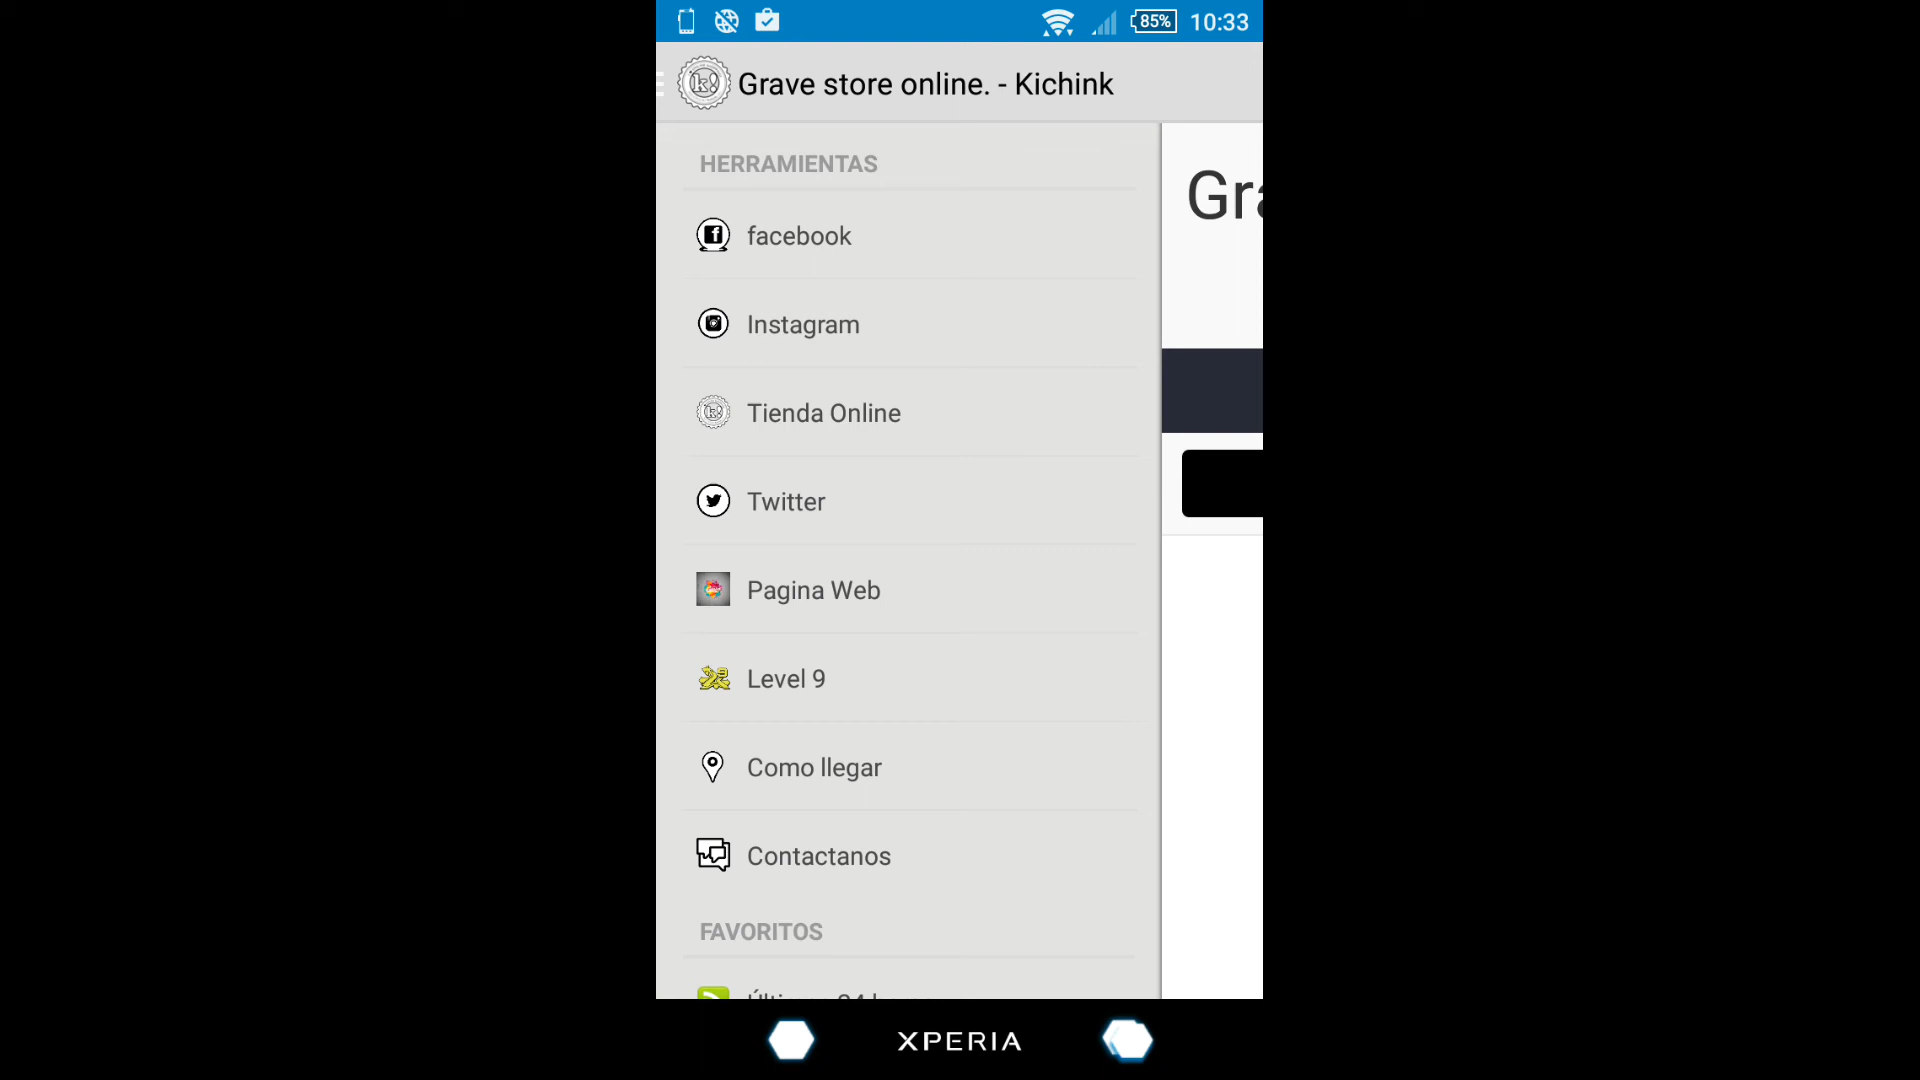 85% 10:33
k! Grave store online. - Kichink
HERRAMIENTAS
facebook
Instagram
Tienda Online
Twitter
Pagina Web
Level 9
Como llegar
Contactanos
FAVORITOS
XPERIA